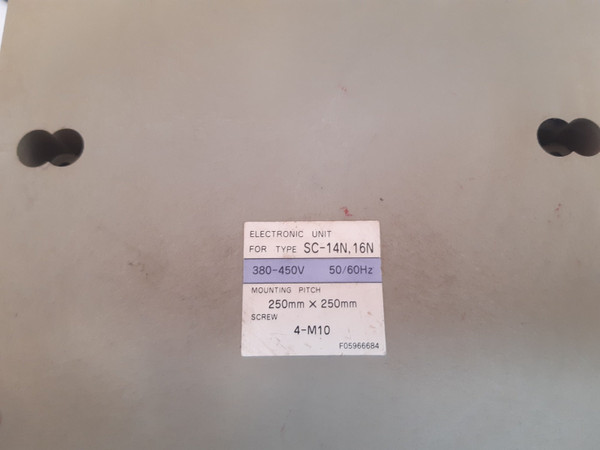 ELECTRONIC UNIT
FOR TYPE SC-14N,16N
380-450V 50/60Hz
MOUNTING PITCH
250mm × 250mm
SCREW
4-M10
F05966684